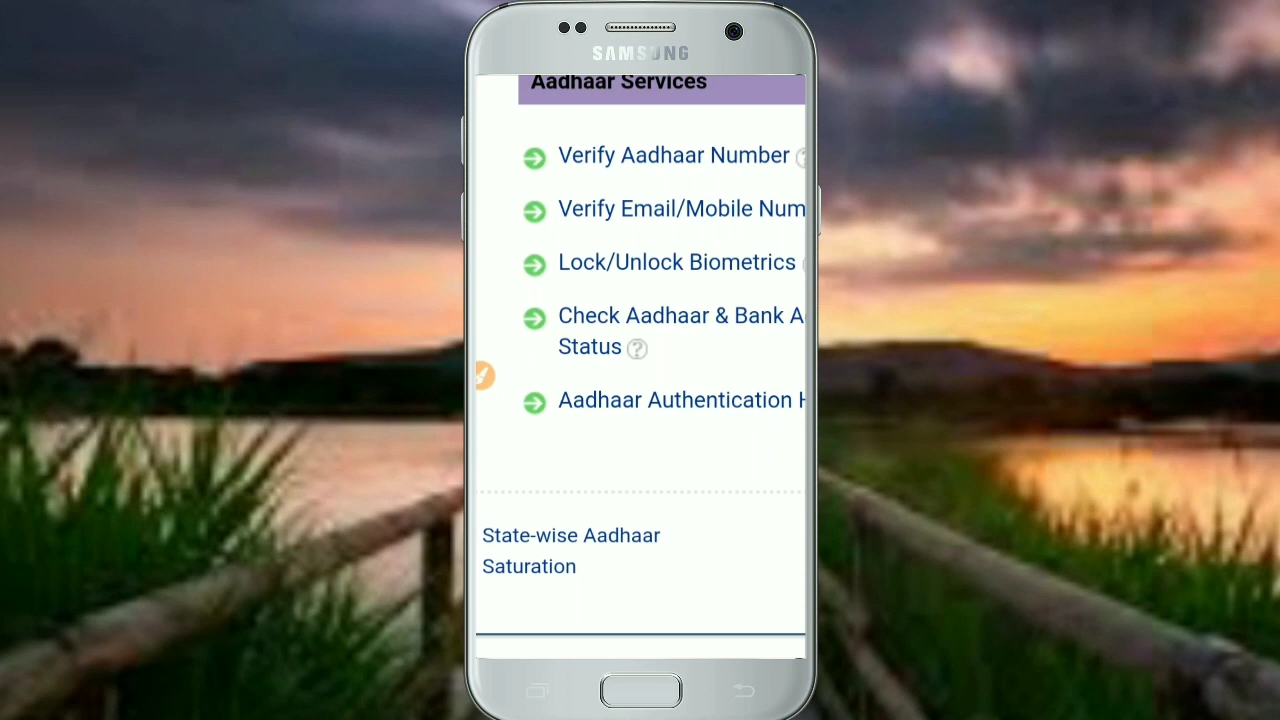 SAMSUNG
Aadhaar Services
Verify Aadhaar Number
Verify Email/Mobile Num
Lock/Unlock Biometrics
Check Aadhaar & Bank A
Status
Aadhaar Authentication H
State-wise Aadhaar
Saturation